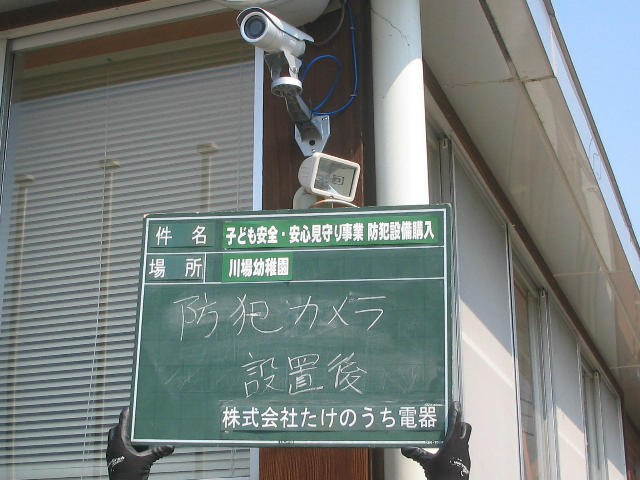 件名 子ども安全・安心見守り事業 防犯設備購入
場所 川場幼稚園
防犯カメラ
設置後
株式会社たけのうち電器